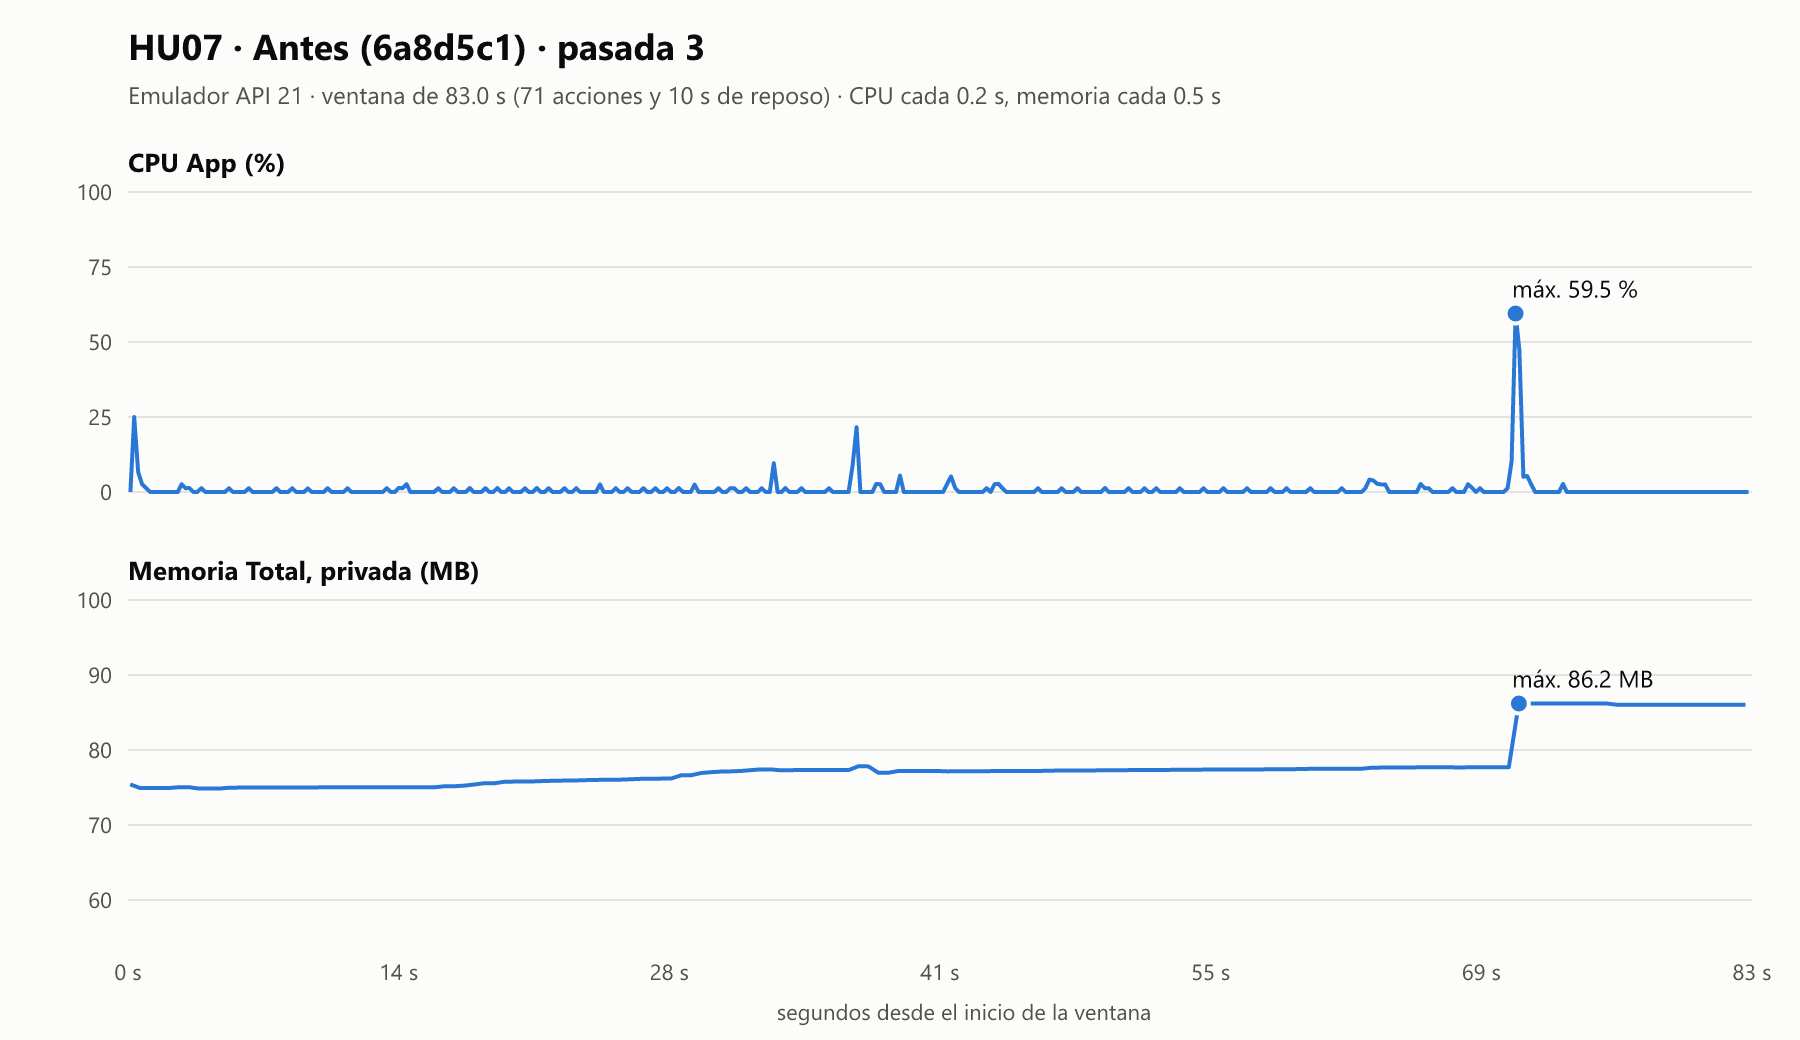 HU07 · Antes (6a8d5c1) · pasada 3
Emulador API 21 · ventana de 83.0 s (71 acciones y 10 s de reposo) · CPU cada 0.2 s, memoria cada 0.5 s
CPU App (%)
100
75
máx. 59.5 %
50
25
0
Memoria Total, privada (MB)
100
90
máx. 86.2 MB
80
70
60
0 s 14 s 28 s 41 s 55 s 69 s 83 s
segundos desde el inicio de la ventana